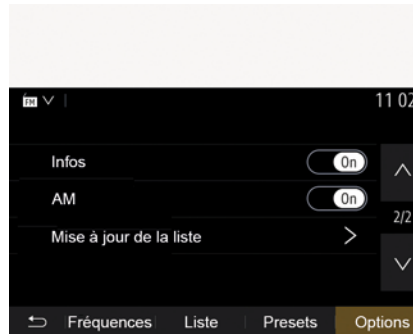 FM
11 02
Infos
On
AM
On
2/2
Mise à jour de la liste
Fréquences Liste Presets Options